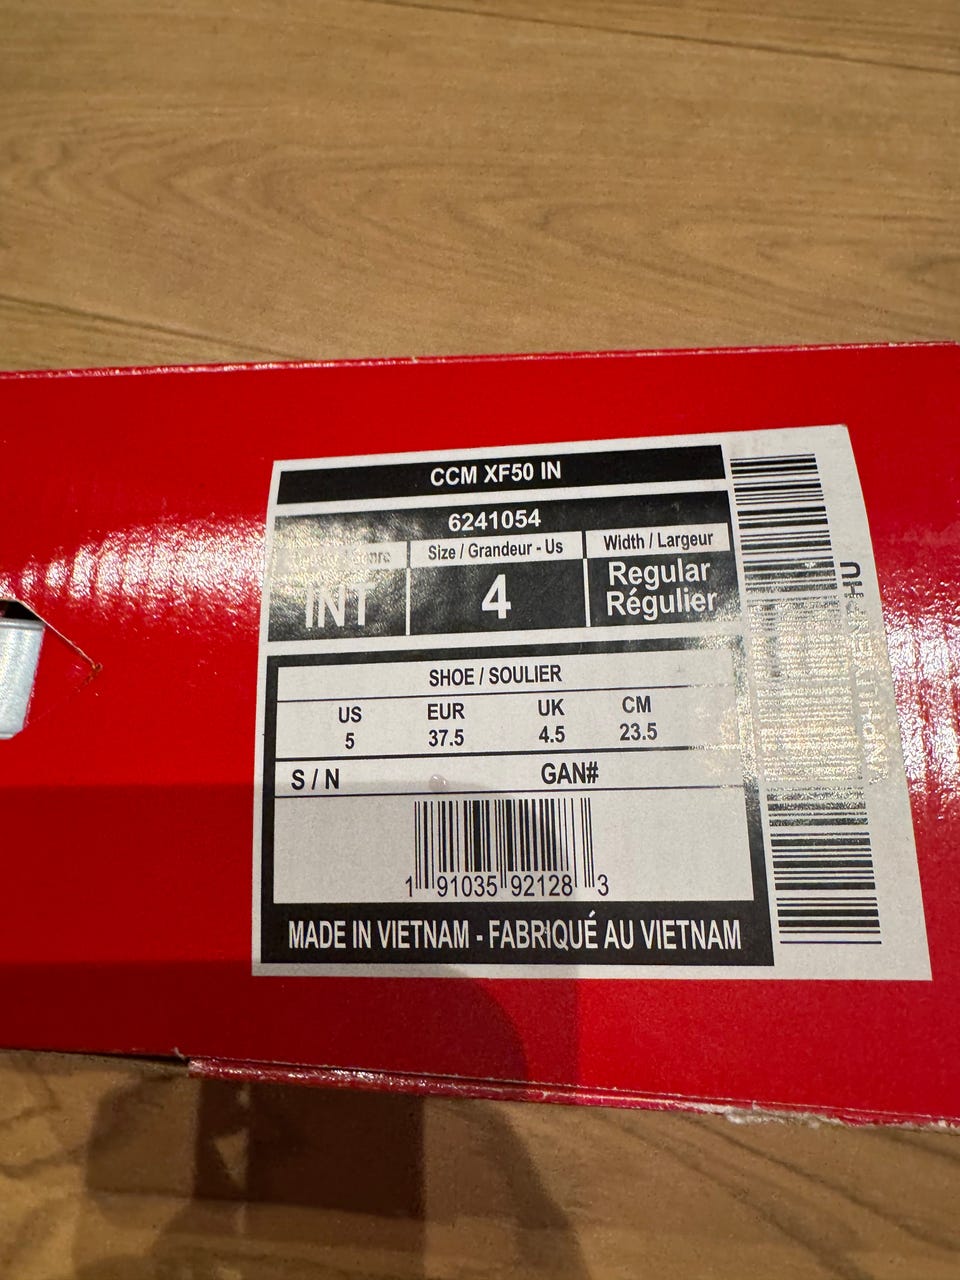 CCM XF50 IN
6241054
Size / Grandeur - Us
Width / Largeur
INT
4
Regular
Régulier
SHOE / SOULIER
US EUR UK CM
5 37.5 4.5 23.5
S / N GAN#
1 91035 92128 3
MADE IN VIETNAM - FABRIQUÉ AU VIETNAM